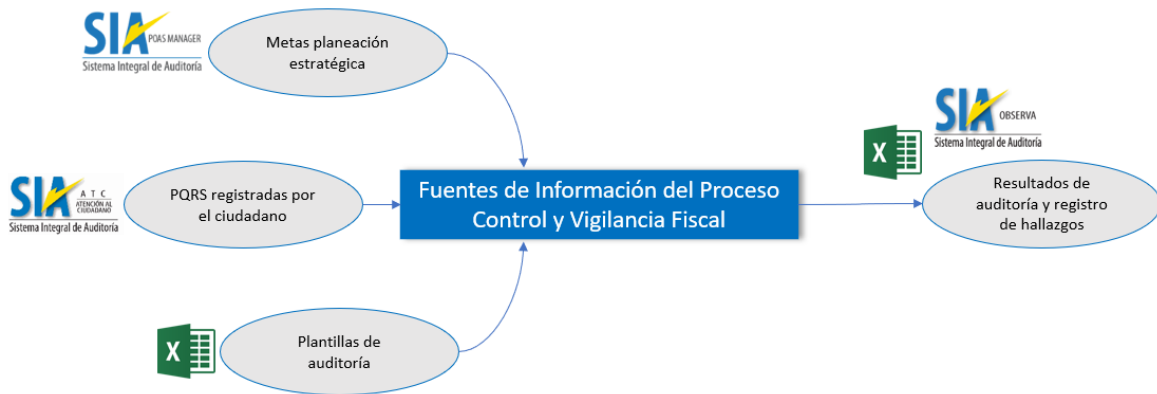 SIA POAS MANAGER
Sistema Integral de Auditoría
Metas planeación
estratégica
SIA OBSERVA
Sistema Integral de Auditoría
X
SIA A T C
ATENCIÓN AL
CIUDADANO
Sistema Integral de Auditoría
PQRS registradas por
el ciudadano
Fuentes de Información del Proceso
Control y Vigilancia Fiscal
Resultados de
auditoría y registro
de hallazgos
X
Plantillas de
auditoría